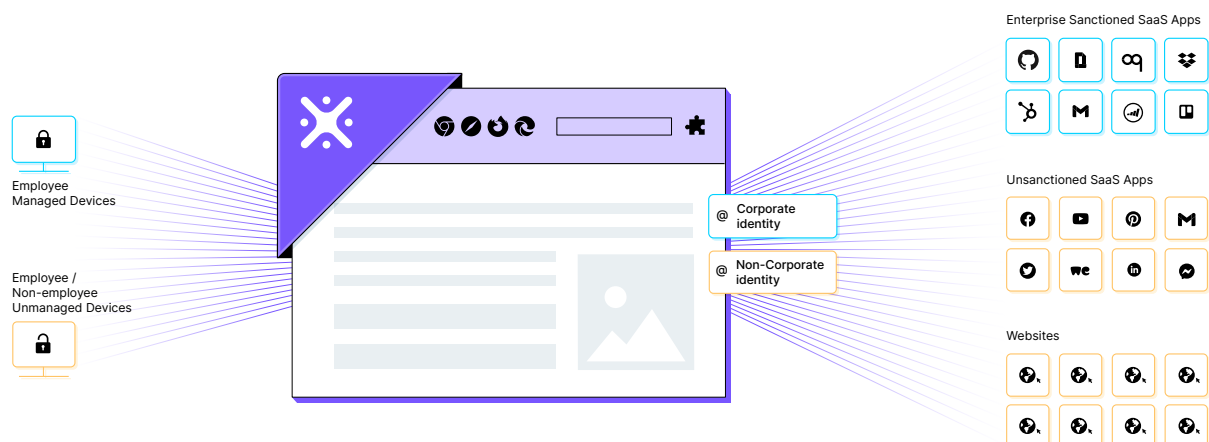 Enterprise Sanctioned SaaS Apps
Employee
Managed Devices
Unsanctioned SaaS Apps
@ Corporate
identity
@ Non-Corporate
identity
Employee /
Non-employee
Unmanaged Devices
Websites